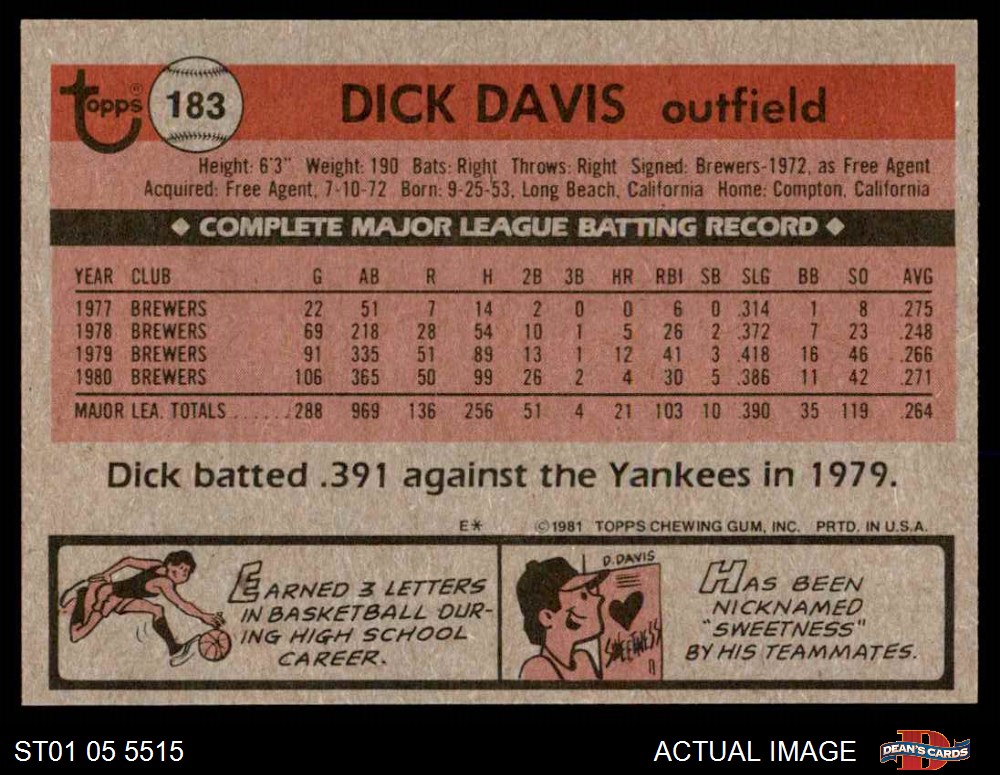 topps® 183 DICK DAVIS outfield
Height: 6'3" Weight: 190 Bats: Right Throws: Right Signed: Brewers-1972, as Free Agent
Acquired: Free Agent, 7-10-72 Born: 9-25-53, Long Beach, California Home: Compton, California
◆ COMPLETE MAJOR LEAGUE BATTING RECORD ◆
YEAR CLUB G AB R H 2B 3B HR RBI SB SLG BB SO AVG
1977 BREWERS 22 51 7 14 2 0 0 6 0 .314 1 8 .275
1978 BREWERS 69 218 28 54 10 1 5 26 2 .372 7 23 .248
1979 BREWERS 91 335 51 89 13 1 12 41 3 .418 16 46 .266
1980 BREWERS 106 365 50 99 26 2 4 30 5 .386 11 42 .271
MAJOR LEA. TOTALS ...... 288 969 136 256 51 4 21 103 10 .390 35 119 .264
Dick batted .391 against the Yankees in 1979.
E* ©1981 TOPPS CHEWING GUM, INC. PRTD. IN U.S.A.
EARNED 3 LETTERS
IN BASKETBALL DUR-
ING HIGH SCHOOL
CAREER.
D. DAVIS
SWEETNESS
HAS BEEN
NICKNAMED
"SWEETNESS"
BY HIS TEAMMATES.
ST01 05 5515 ACTUAL IMAGE D DEAN'S CARDS